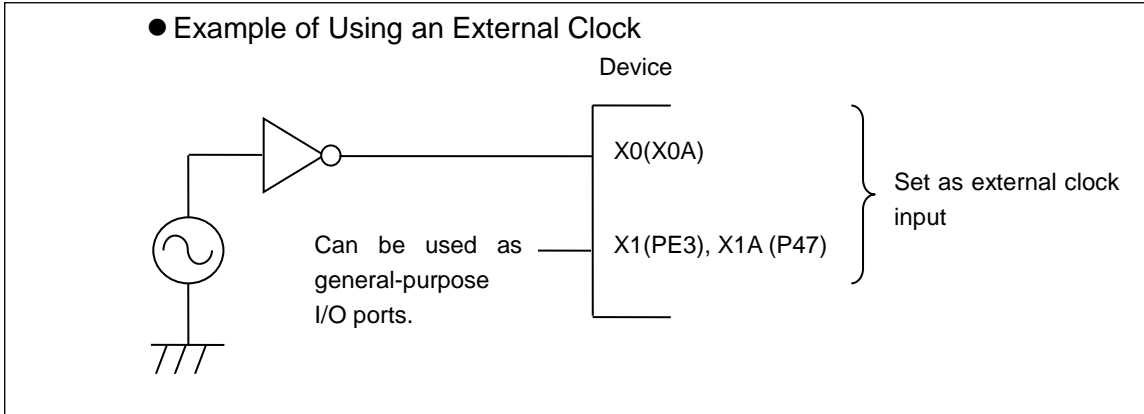 ● Example of Using an External Clock
Device
X0(X0A)
Set as external clock
input
Can be used as
general-purpose
I/O ports.
X1(PE3), X1A (P47)